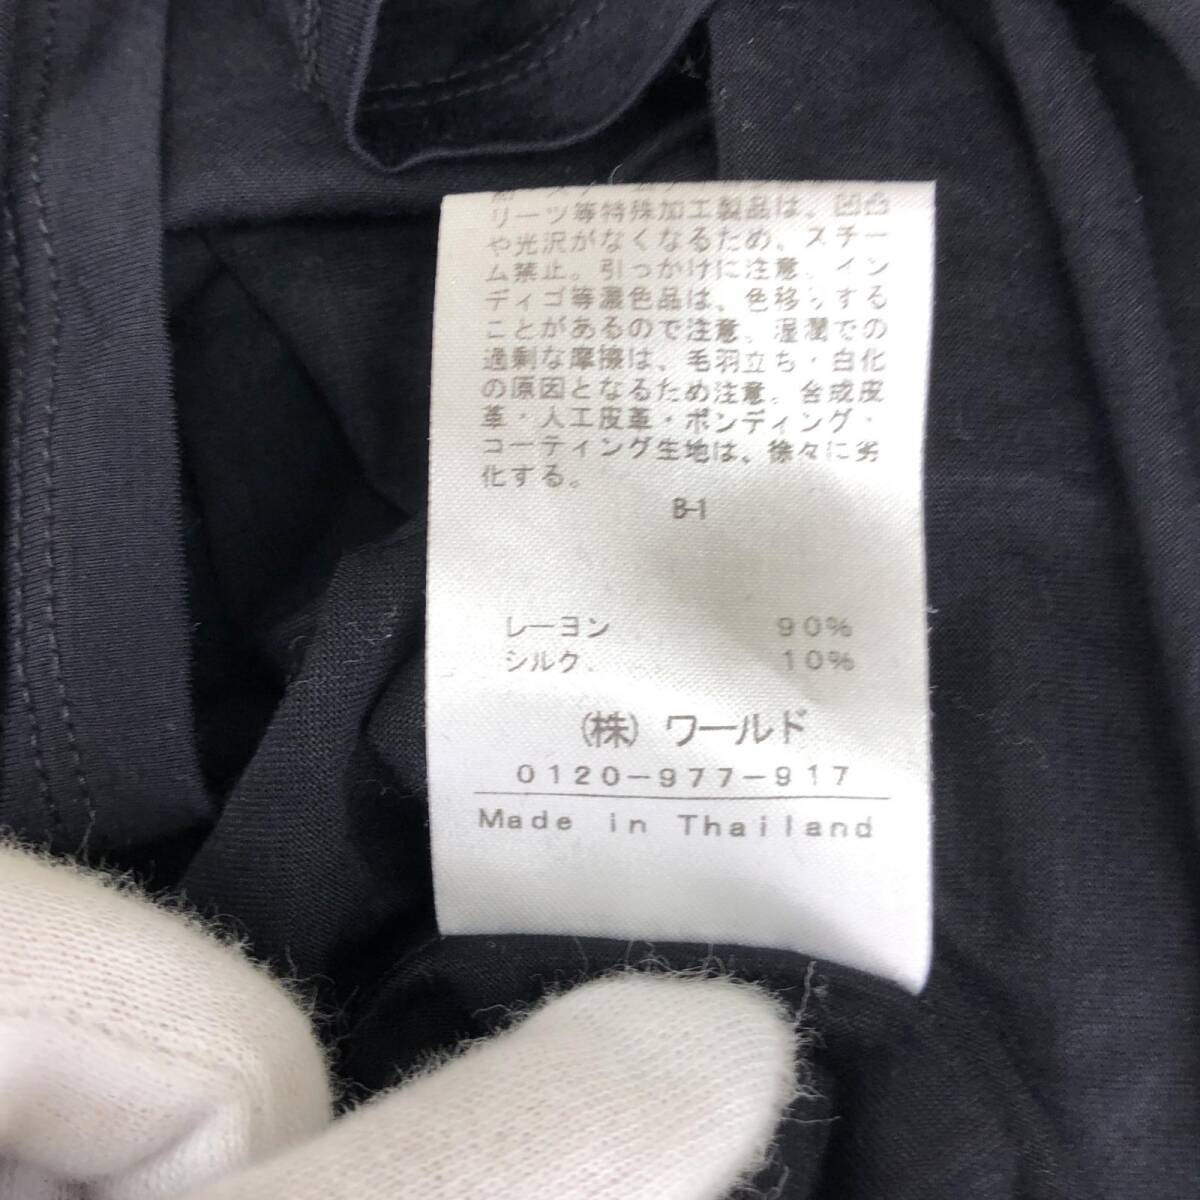 リーツ等特殊加工製品は、凹凸
や光沢がなくなるため、スチー
ム禁止。引っかけに注意。イン
ディゴ等濃色品は、色移りする
ことがあるので注意。湿潤での
過剰な摩擦は、毛羽立ち・白化
の原因となるため注意。合成皮
革・人工皮革・ボンディング・
コーティング生地は、徐々に劣
化する。
B-1
レーヨン 90%
シルク 10%
(株)ワールド
0120-977-917
Made in Thailand